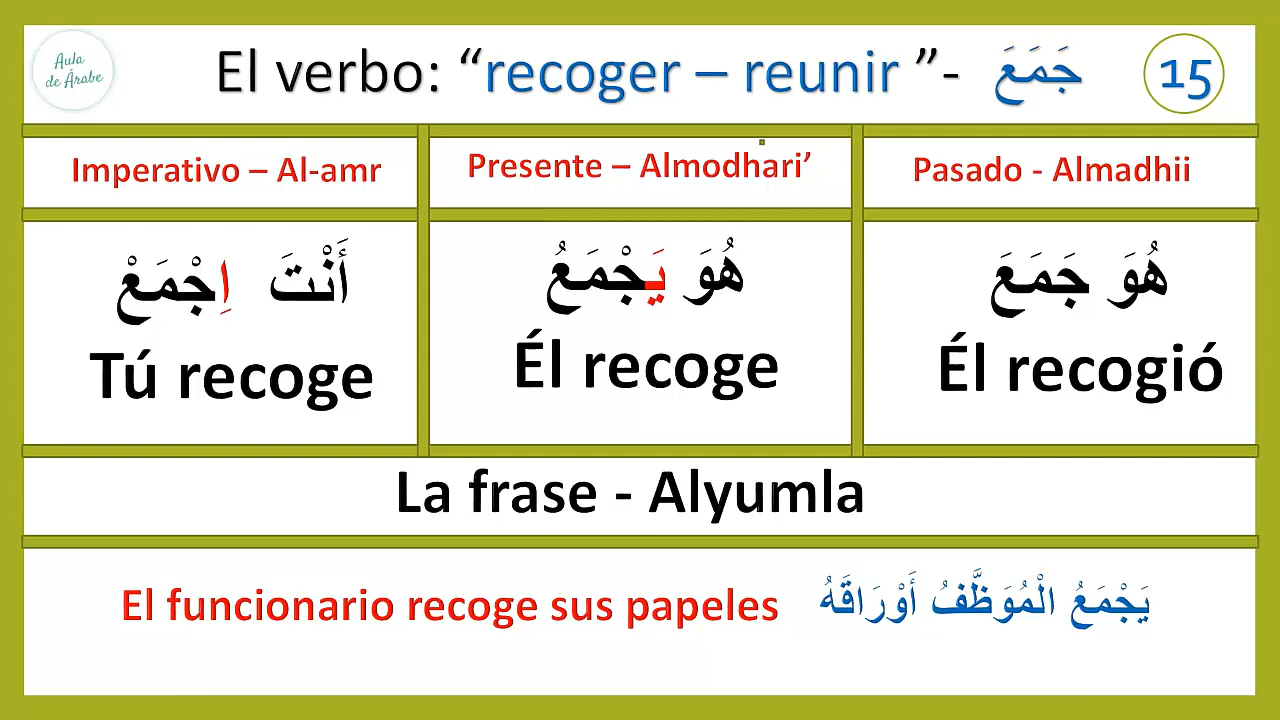 Aula
de Árabe
El verbo: “recoger – reunir ”- جَمَعَ
15
Imperativo – Al-amr
Presente – Almodhari’
Pasado - Almadhii
أَنْتَ اِجْمَعْ
Tú recoge
هُوَ يَجْمَعُ
Él recoge
هُوَ جَمَعَ
Él recogió
La frase - Alyumla
El funcionario recoge sus papeles يَجْمَعُ الْمُوَظَّفُ أَوْرَاقَهُ